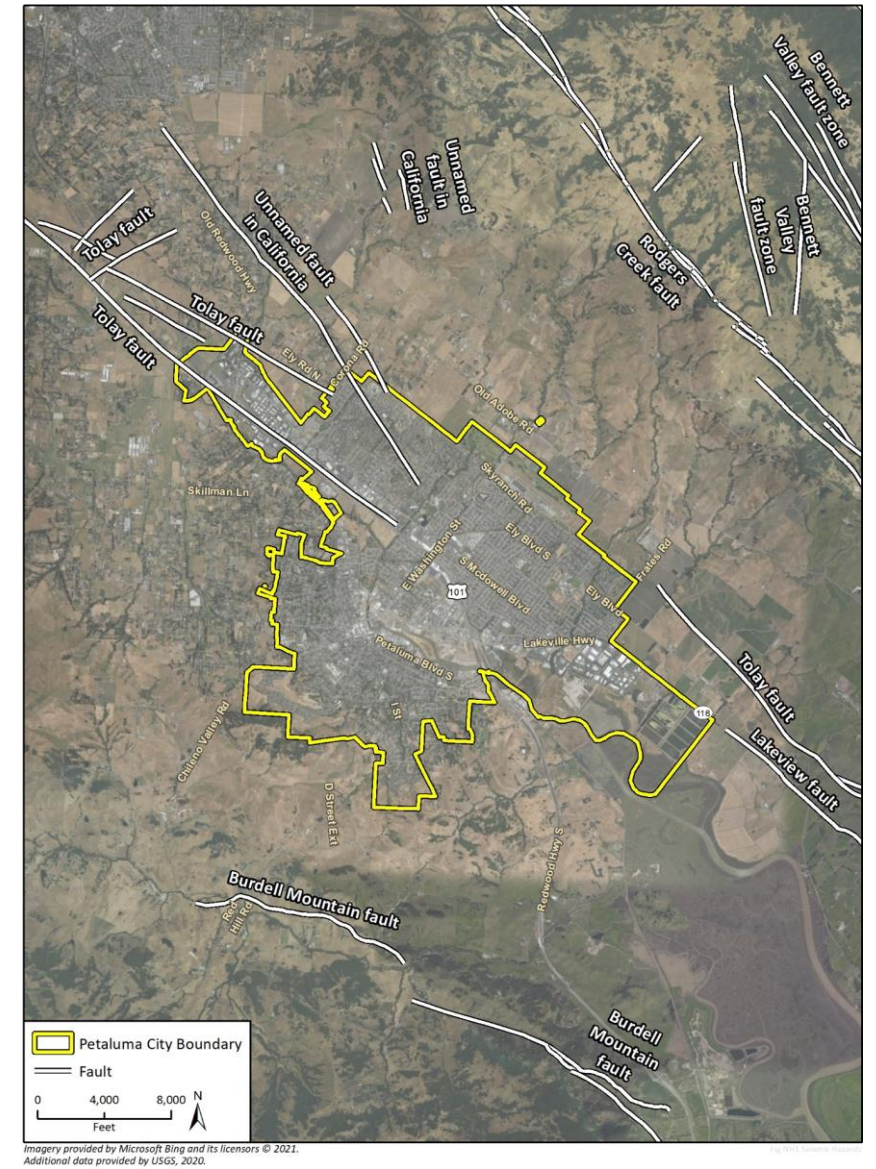 Bennett
Valley fault zone
Unnamed
fault in
California
Unnamed fault
in California
Bennett
Valley
fault zone
Tolay fault
Old Redwood Hwy
Rodgers
Creek fault
Tolay fault
Tolay fault
Ely Rd N
Corona Rd
Old Adobe Rd
Skillman Ln
Skyranch Rd
E Washington St
Ely Blvd S
Frates Rd
S Mcdowell Blvd
101
Ely Blvd
Lakeville Hwy
Petaluma Blvd S
I St
Tolay fault
116
Chileno Valley Rd
Lakeview fault
D Street Ext
Redwood Hwy S
Burdell Mountain fault
Red
Hill Rd
Burdell
Mountain
fault
Petaluma City Boundary
Fault
0 4,000 8,000 N
Feet
Imagery provided by Microsoft Bing and its licensors © 2021.
Additional data provided by USGS, 2020.
Fig NH1 Seismic Hazards